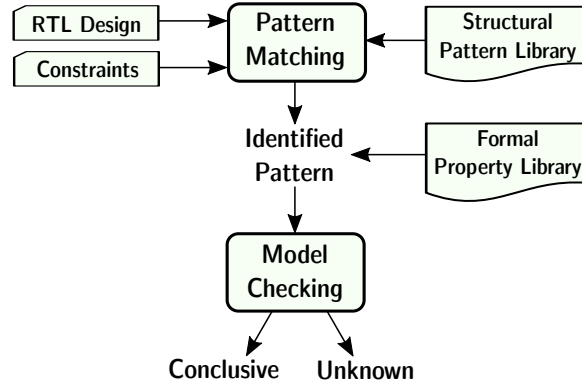 RTL Design
Constraints
Pattern
Matching
Structural
Pattern Library
Identified
Pattern
Formal
Property Library
Model
Checking
Conclusive
Unknown